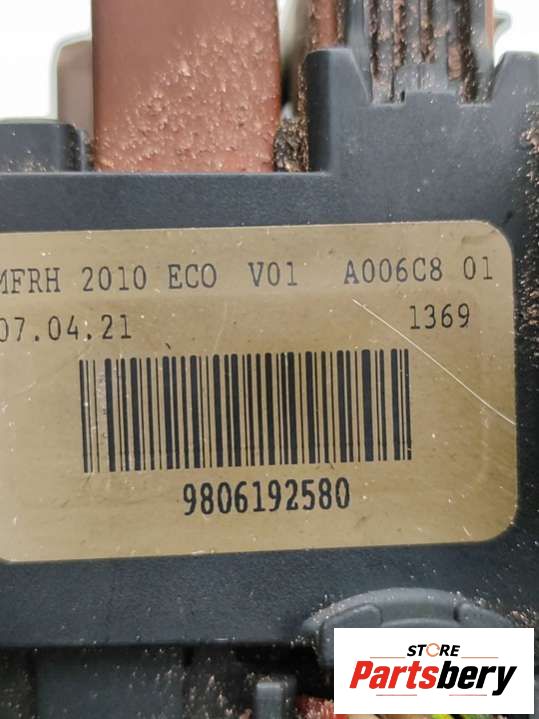 MFRH 2010 ECO V01 A006C8 01
07.04.21 1369
9806192580
STORE
Partsbery